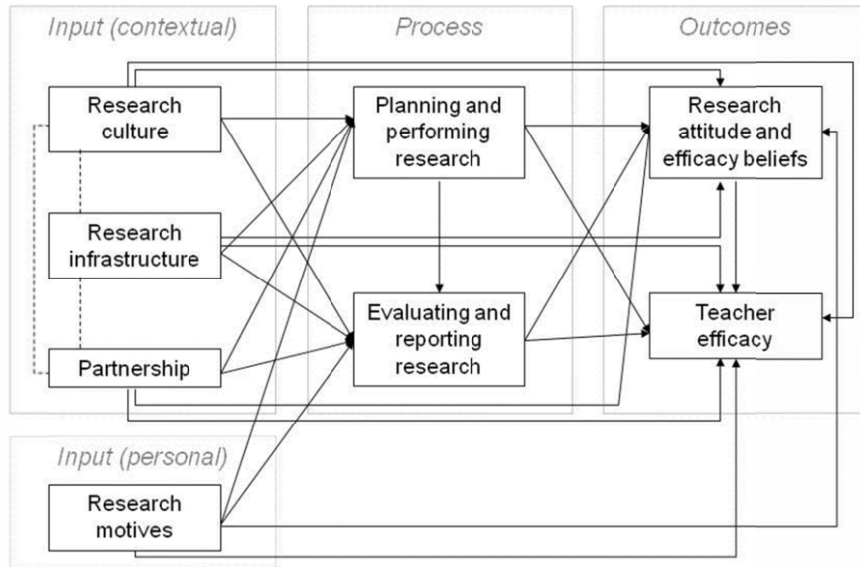 Input (contextual)
Process
Outcomes
Research
culture
Planning and
performing
research
Research
attitude and
efficacy beliefs
Research
infrastructure
Evaluating and
reporting
research
Teacher
efficacy
Partnership
Input (personal)
Research
motives